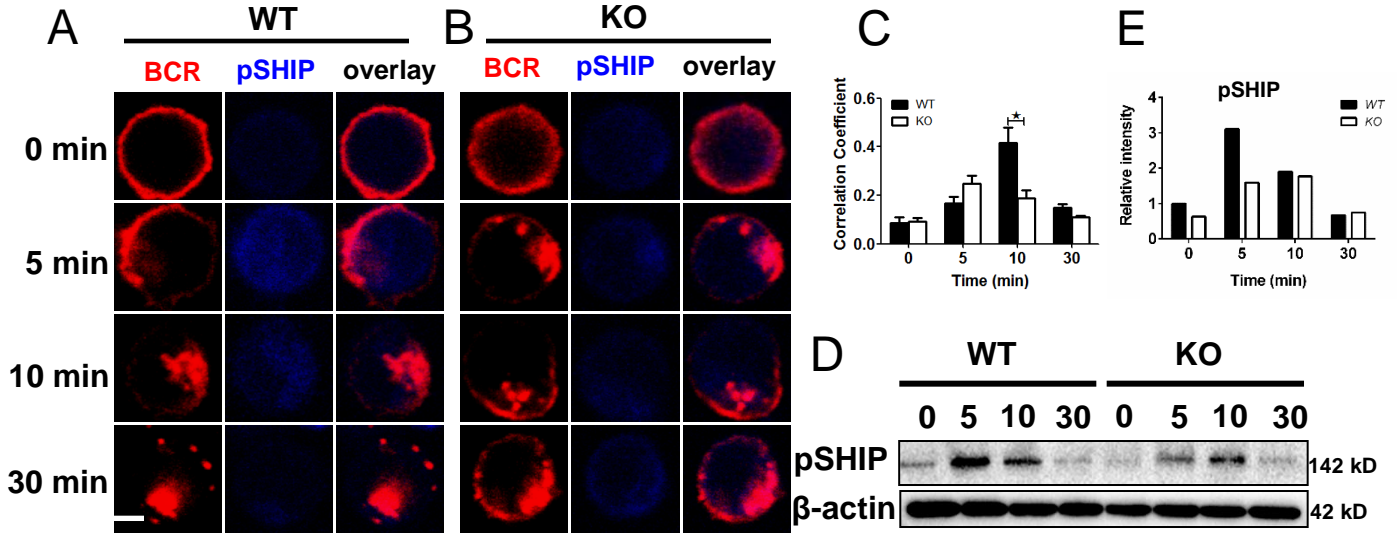 A
WT
BCR pSHIP overlay
B
KO
BCR pSHIP overlay
0 min
5 min
10 min
30 min
C
Correlation Coefficient
0.6
0.4
0.2
0.0
WT
KO
★
0 5 10 30
Time (min)
E
pSHIP
Relative intensity
4
3
2
1
0
WT
KO
0 5 10 30
Time (min)
D
WT KO
0 5 10 30 0 5 10 30
pSHIP 142 kD
β-actin 42 kD